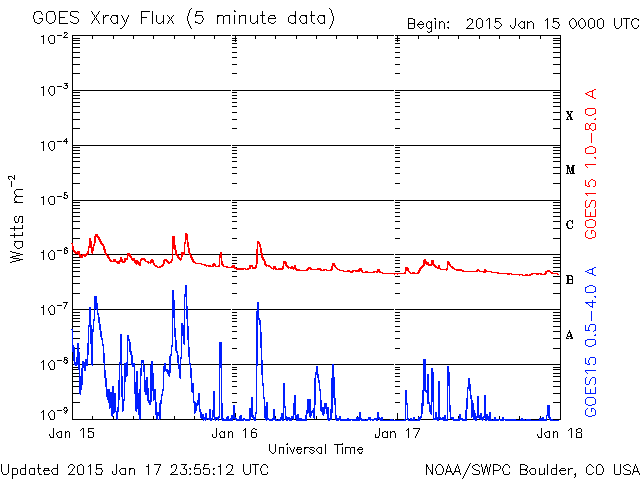 GOES Xray Flux (5 minute data)
Begin: 2015 Jan 15 0000 UTC
10⁻²
10⁻³
10⁻⁴
10⁻⁵
10⁻⁶
10⁻⁷
10⁻⁸
10⁻⁹
Watts m⁻²
X
M
C
B
A
GOES15 1.0-8.0 A
GOES15 0.5-4.0 A
Jan 15
Jan 16
Jan 17
Jan 18
Universal Time
Updated 2015 Jan 17 23:55:12 UTC
NOAA/SWPC Boulder, CO USA